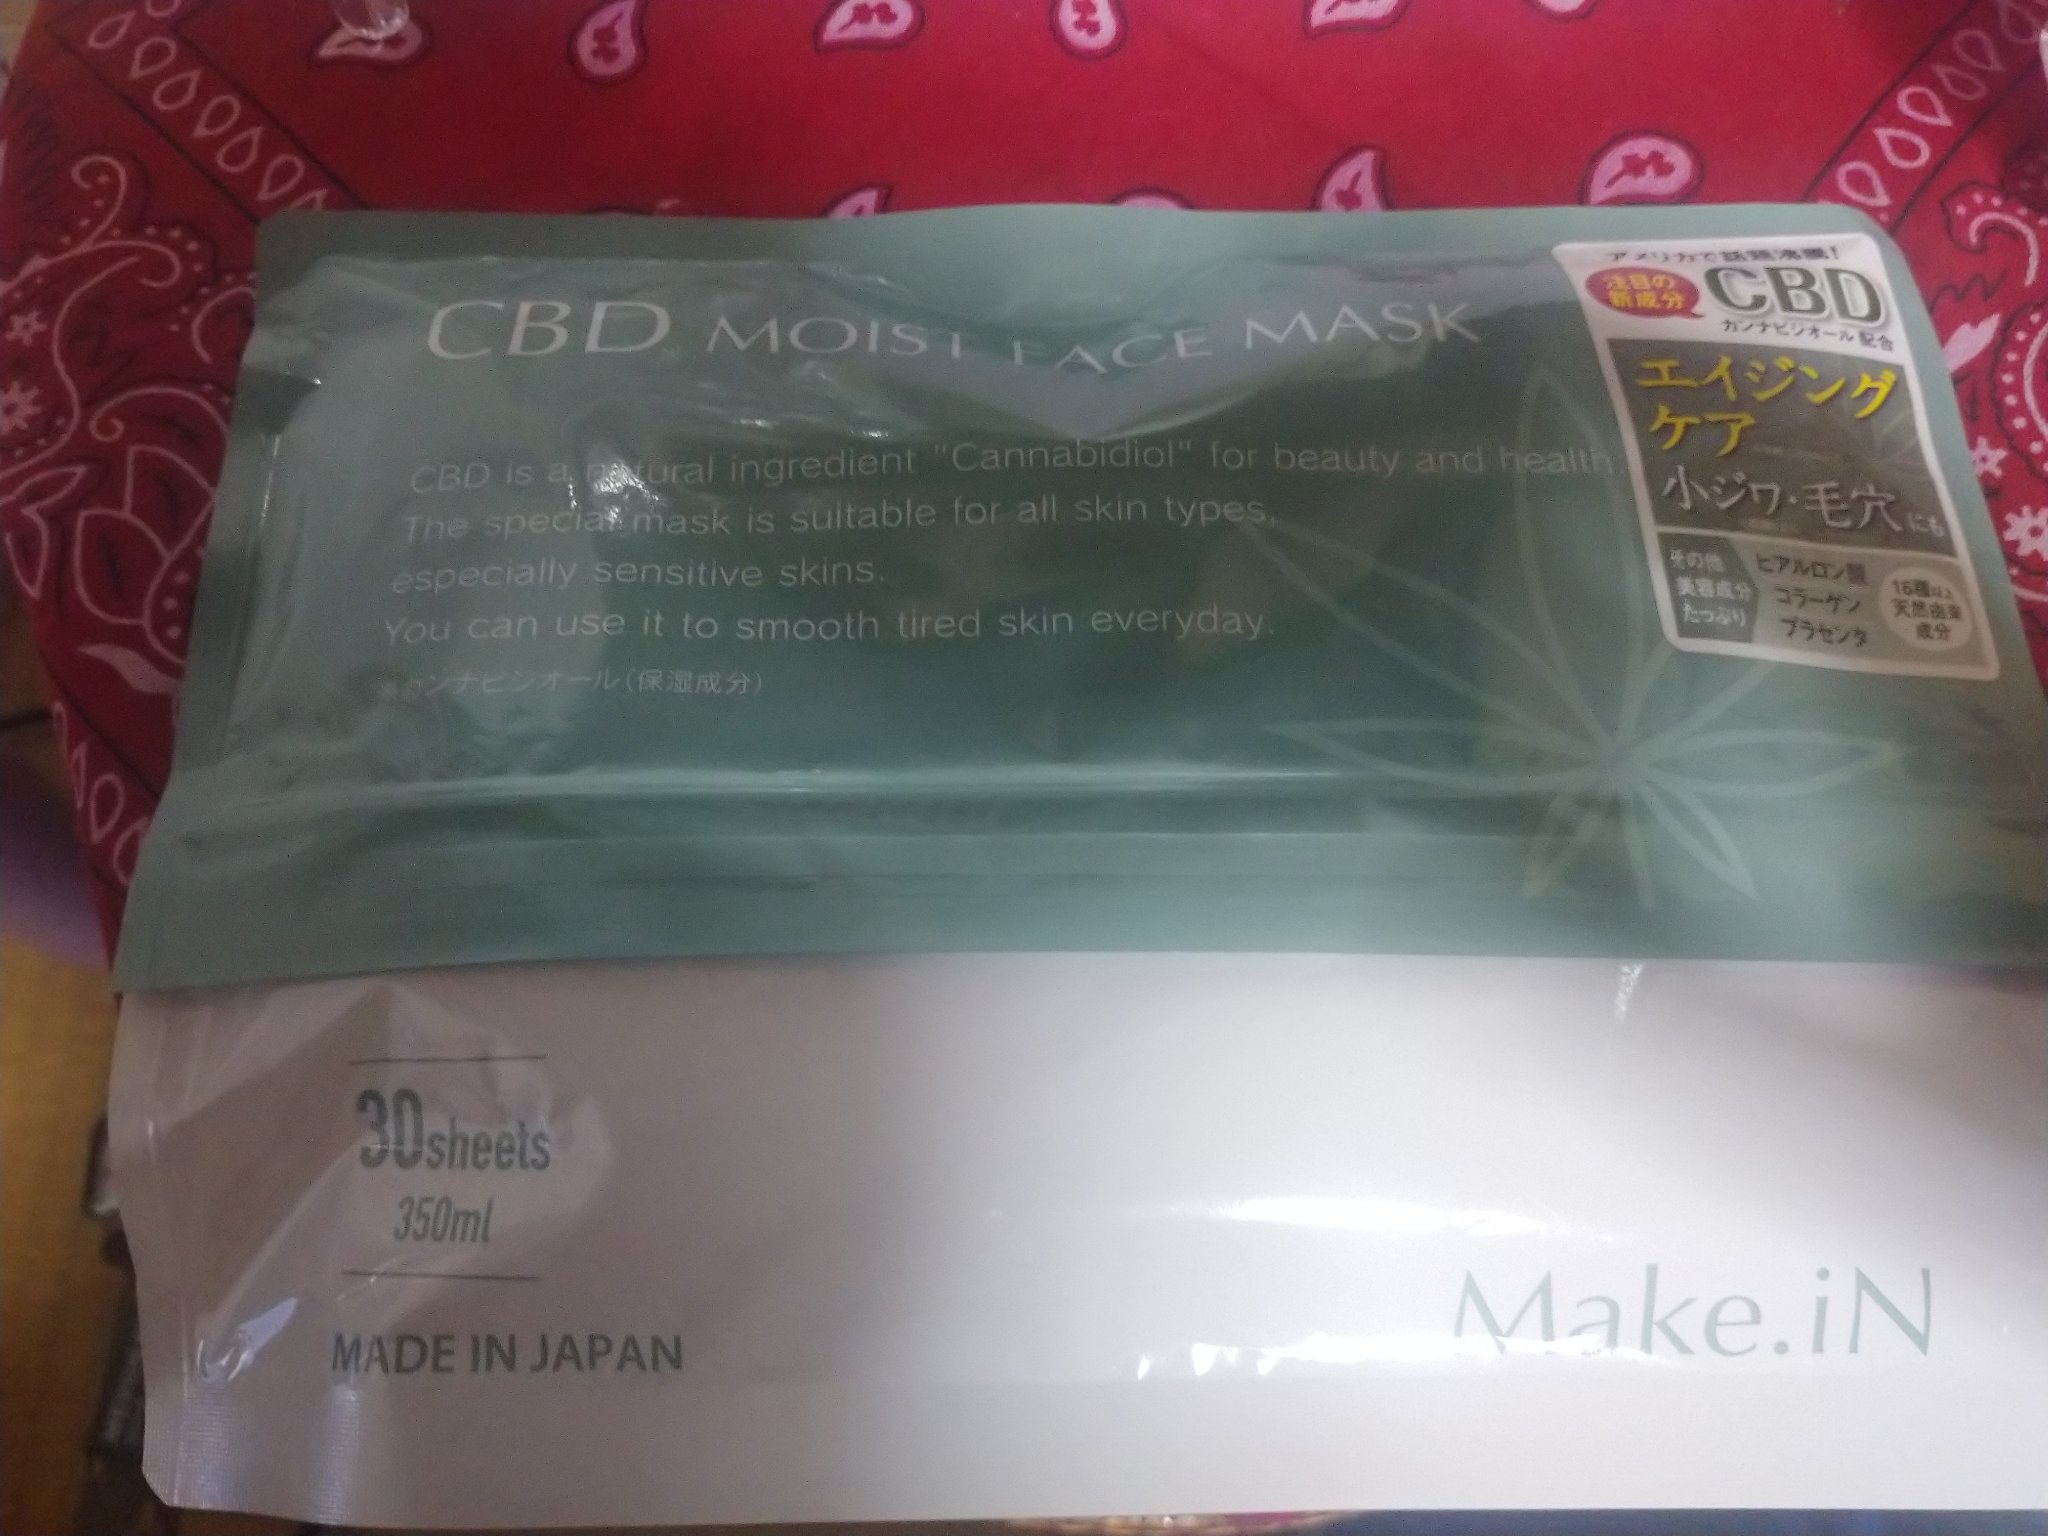 CBD MOIST FACE MASK
CBD is a natural ingredient "Cannabidiol" for beauty and health.
The special mask is suitable for all skin types,
especially sensitive skins.
You can use it to smooth tired skin everyday.
※カンナビジオール(保湿成分)
アメリカで話題沸騰!
注目の
新成分
CBD
カンナビジオール配合
エイジング
ケア
小ジワ・毛穴にも
その他
美容成分
たっぷり
ヒアルロン酸
コラーゲン
プラセンタ
16種以上
天然由来
成分
30sheets
350ml
MADE IN JAPAN
Make.iN